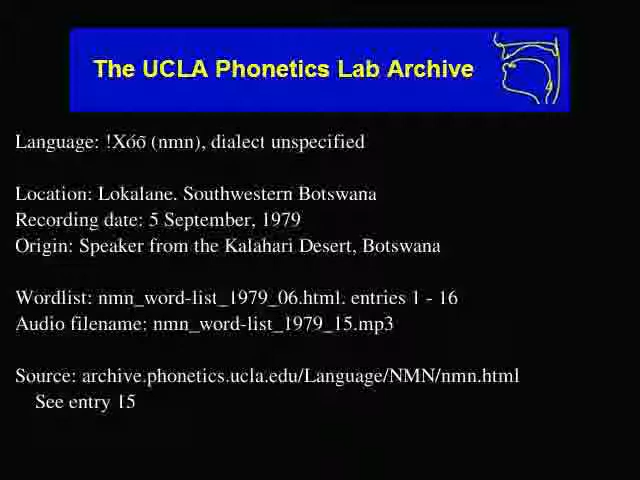 The UCLA Phonetics Lab Archive
Language: !Xóõ (nmn), dialect unspecified
Location: Lokalane. Southwestern Botswana
Recording date: 5 September, 1979
Origin: Speaker from the Kalahari Desert, Botswana
Wordlist: nmn_word-list_1979_06.html. entries 1 - 16
Audio filename: nmn_word-list_1979_15.mp3
Source: archive.phonetics.ucla.edu/Language/NMN/nmn.html
See entry 15